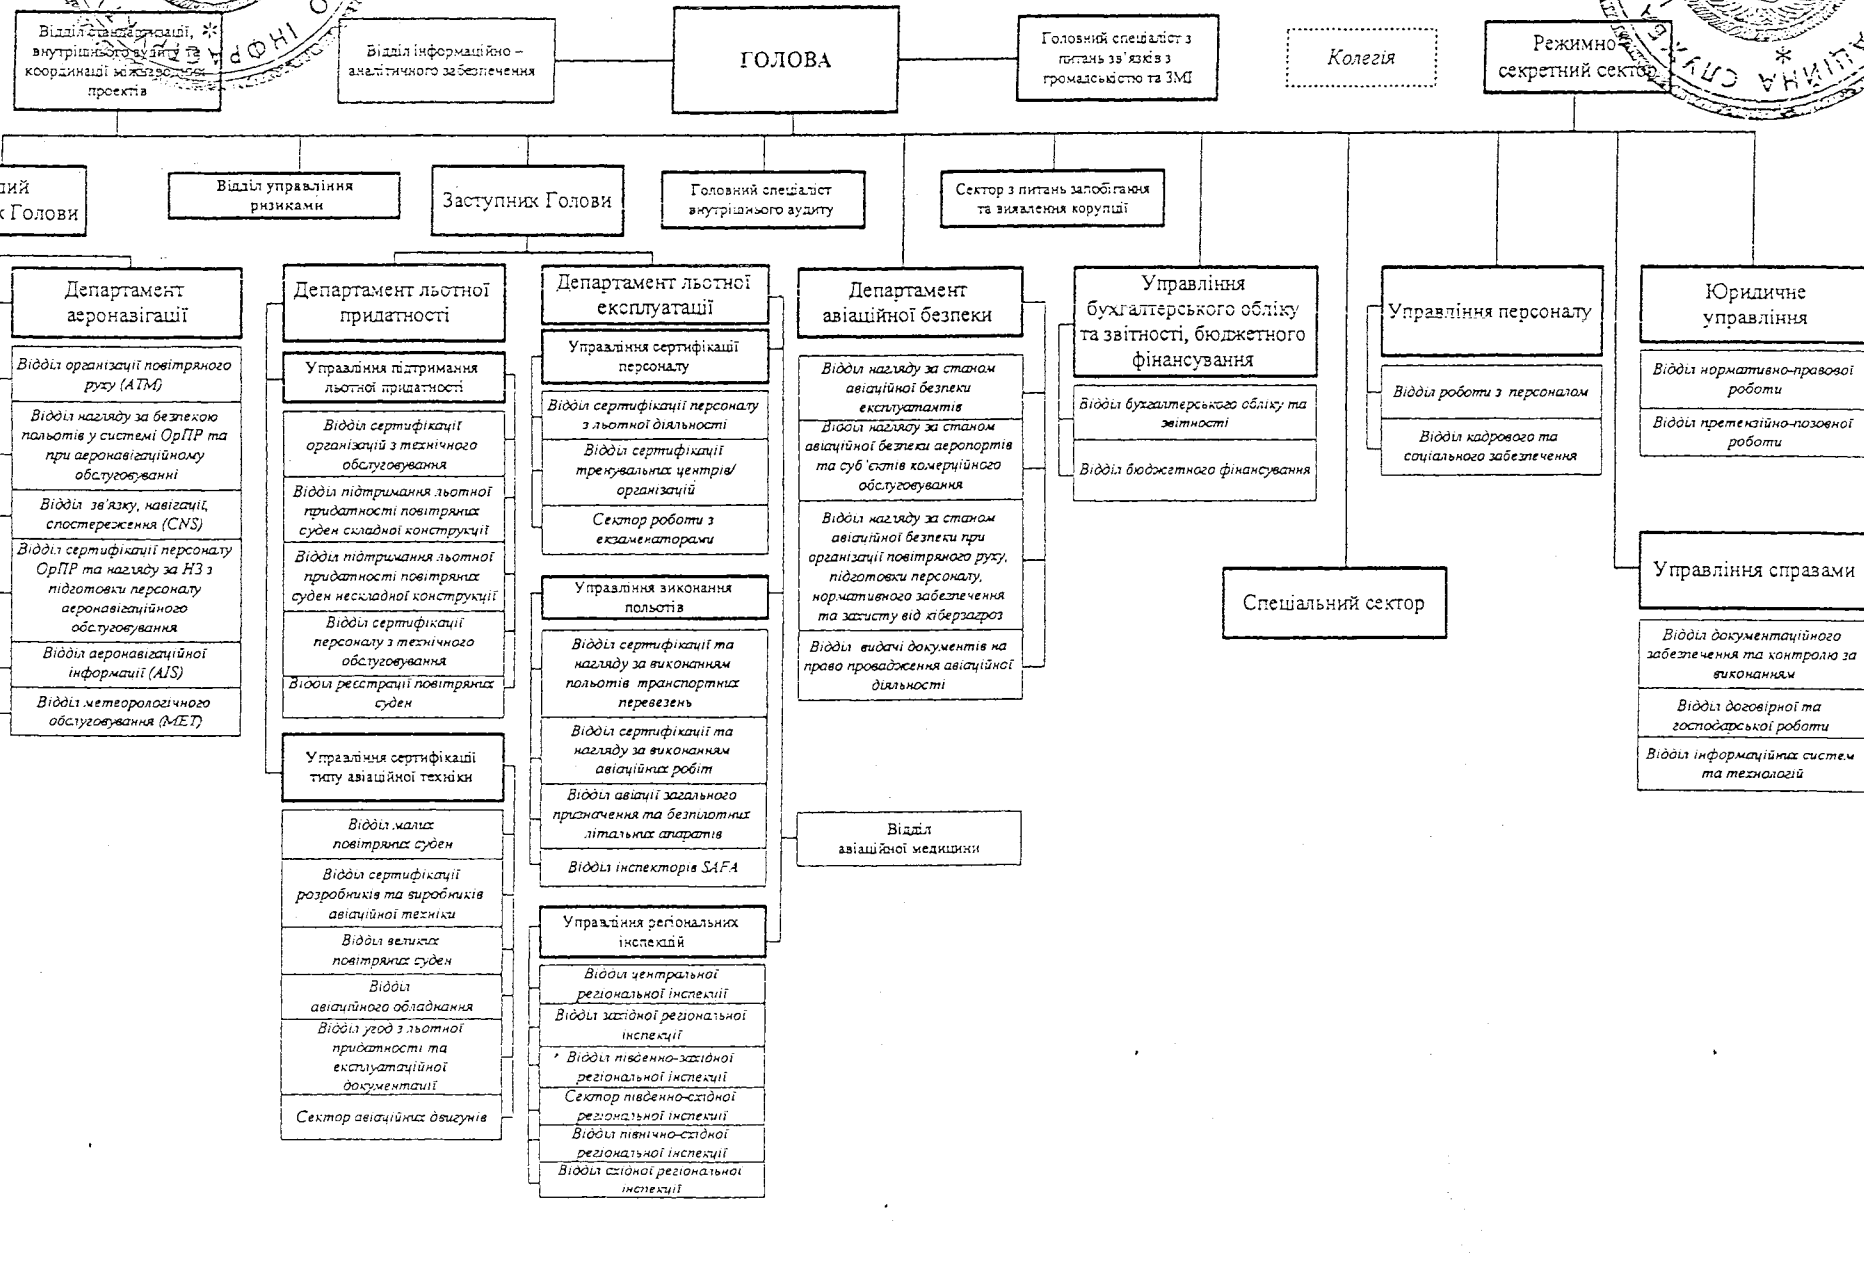 Відділ стандартизації,
внутрішнього аудиту та
координації міжнародних
проектів
Відділ інформаційно –
аналітичного забезпечення
ГОЛОВА
Головний спеціаліст з
питань зв'язків з
громадськістю та ЗМІ
Колегія
Режимно-
секретний сектор
О ІНФРА
ЦІЙНА СЛУЖБ
к Голови
Відділ управління
ризиками
Заступник Голови
Головний спеціаліст
внутрішнього аудиту
Сектор з питань запобігання
та виявлення корупції
Департамент
аеронавігації
Відділ організації повітряного
руху (АТМ)
Відділ нагляду за безпекою
польотів у системі ОрПР та
при аеронавігаційному
обслуговуванні
Відділ зв'язку, навігації,
спостереження (CNS)
Відділ сертифікації персоналу
ОрПР та нагляду за НЗ з
підготовки персоналу
аеронавігаційного
обслуговування
Відділ аеронавігаційної
інформації (AIS)
Відділ метеорологічного
обслуговування (МЕТ)
Департамент льотної
придатності
Управління підтримання
льотної придатності
Відділ сертифікації
організацій з технічного
обслуговування
Відділ підтримання льотної
придатності повітряних
суден складної конструкції
Відділ підтримання льотної
придатності повітряних
суден нескладної конструкції
Відділ сертифікації
персоналу з технічного
обслуговування
Відділ реєстрації повітряних
суден
Управління сертифікації
типу авіаційної техніки
Відділ малих
повітряних суден
Відділ сертифікації
розробників та виробників
авіаційної техніки
Відділ великих
повітряних суден
Відділ
авіаційного обладнання
Відділ угод з льотної
придатності та
експлуатаційної
документації
Сектор авіаційних двигунів
Департамент льотної
експлуатації
Управління сертифікації
персоналу
Відділ сертифікації персоналу
з льотної діяльності
Відділ сертифікації
тренувальних центрів/
організацій
Сектор роботи з
екзаменаторами
Управління виконання
польотів
Відділ сертифікації та
нагляду за виконанням
польотів транспортних
перевезень
Відділ сертифікації та
нагляду за виконанням
авіаційних робіт
Відділ авіації загального
призначення та безпілотних
літальних апаратів
Відділ інспекторів SAFA
Управління регіональних
інспекцій
Відділ центральної
регіональної інспекції
Відділ західної регіональної
інспекції
Відділ південно-західної
регіональної інспекції
Сектор південно-східної
регіональної інспекції
Відділ північно-східної
регіональної інспекції
Відділ східної регіональної
інспекції
Департамент
авіаційної безпеки
Відділ нагляду за станом
авіаційної безпеки
експлуатантів
Відділ нагляду за станом
авіаційної безпеки аеропортів
та суб'єктів комерційного
обслуговування
Відділ нагляду за станом
авіаційної безпеки при
організації повітряного руху,
підготовки персоналу,
нормативного забезпечення
та захисту від кіберзагроз
Відділ видачі документів на
право провадження авіаційної
діяльності
Відділ
авіаційної медицини
Управління
бухгалтерського обліку
та звітності, бюджетного
фінансування
Відділ бухгалтерського обліку та
звітності
Відділ бюджетного фінансування
Спеціальний сектор
Управління персоналу
Відділ роботи з персоналом
Відділ кадрового та
соціального забезпечення
Юридичне
управління
Відділ нормативно-правової
роботи
Відділ претензійно-позовної
роботи
Управління справами
Відділ документаційного
забезпечення та контролю за
виконанням
Відділ договірної та
господарської роботи
Відділ інформаційних систем
та технологій